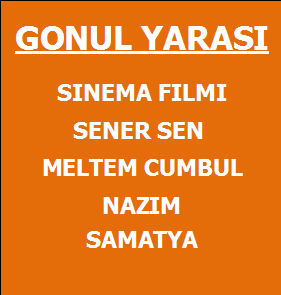 GONUL YARASI
SINEMA FILMI
SENER SEN
MELTEM CUMBUL
NAZIM
SAMATYA